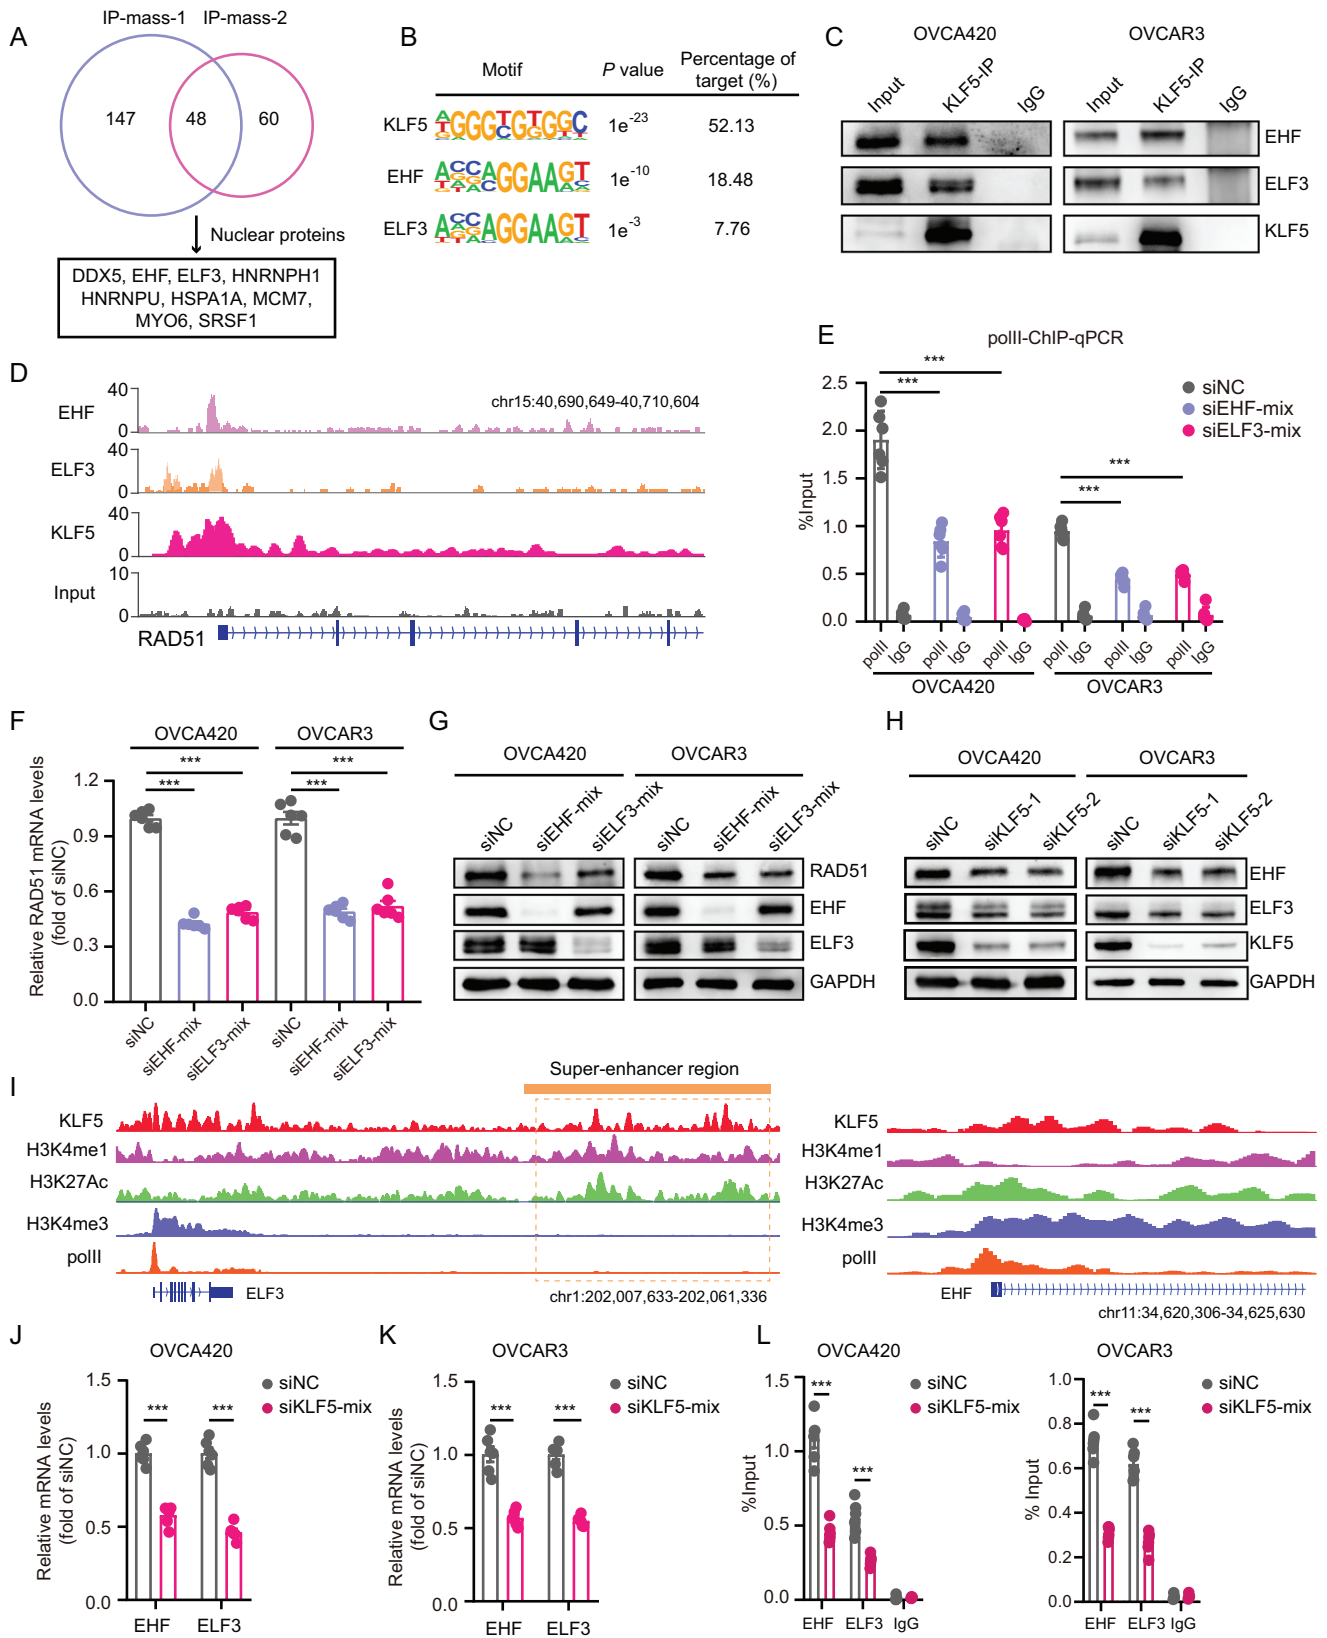 A
IP-mass-1
IP-mass-2
147
48
60
Nuclear proteins
DDX5, EHF, ELF3, HNRNPH1
HNRNPU, HSPA1A, MCM7,
MYO6, SRSF1
B
Motif
P value
Percentage of
target (%)
KLF5
1e-23
52.13
EHF
1e-10
18.48
ELF3
1e-3
7.76
C
OVCA420
OVCAR3
Input
KLF5-IP
IgG
Input
KLF5-IP
IgG
EHF
ELF3
KLF5
D
40
EHF
0
chr15:40,690,649-40,710,604
40
ELF3
0
40
KLF5
0
10
Input
0
RAD51
E
polII-ChIP-qPCR
siNC
siEHF-mix
siELF3-mix
%Input
2.5
2.0
1.5
1.0
0.5
0.0
***
***
***
***
polII
IgG
polII
IgG
polII
IgG
polII
IgG
polII
IgG
polII
IgG
OVCA420
OVCAR3
F
OVCA420
OVCAR3
***
***
***
***
Relative RAD51 mRNA levels
(fold of siNC)
1.2
0.9
0.6
0.3
0.0
siNC
siEHF-mix
siELF3-mix
siNC
siEHF-mix
siELF3-mix
G
OVCA420
OVCAR3
siNC
siEHF-mix
siELF3-mix
siNC
siEHF-mix
siELF3-mix
RAD51
EHF
ELF3
GAPDH
H
OVCA420
OVCAR3
siNC
siKLF5-1
siKLF5-2
siNC
siKLF5-1
siKLF5-2
EHF
ELF3
KLF5
GAPDH
I
Super-enhancer region
KLF5
H3K4me1
H3K27Ac
H3K4me3
polII
ELF3
chr1:202,007,633-202,061,336
KLF5
H3K4me1
H3K27Ac
H3K4me3
polII
EHF
chr11:34,620,306-34,625,630
J
OVCA420
siNC
siKLF5-mix
Relative mRNA levels
(fold of siNC)
1.5
1.0
0.5
0.0
***
***
EHF
ELF3
K
OVCAR3
siNC
siKLF5-mix
Relative mRNA levels
(fold of siNC)
1.5
1.0
0.5
0.0
***
***
EHF
ELF3
L
OVCA420
siNC
siKLF5-mix
%Input
1.5
1.0
0.5
0.0
***
***
EHF
ELF3
IgG
OVCAR3
siNC
siKLF5-mix
% Input
1.0
0.8
0.6
0.4
0.2
0.0
***
***
EHF
ELF3
IgG